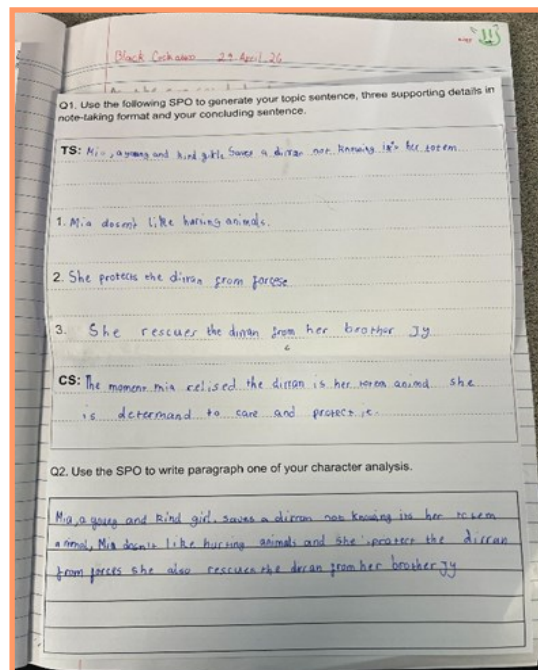 Black Cockatoo 29 April 26
Q1. Use the following SPO to generate your topic sentence, three supporting details in
note-taking format and your concluding sentence.
TS: Mia, a young and kind girl, Saves a dirran not knowing it's her totem.
1. Mia dosen't like hursing animals.
2. She protects the dirran from forcese
3. She rescues the dirran from her brother Jy
CS: The moment mia relised the dirran is her totem animal she
is determand to care and protect it.
Q2. Use the SPO to write paragraph one of your character analysis.
Mia, a young and kind girl, saves a dirran not knowing its her totem
animal, Mia dosn't like hursing animals and she protect the dirran
from forces she also rescues the dirran from her brother Jy